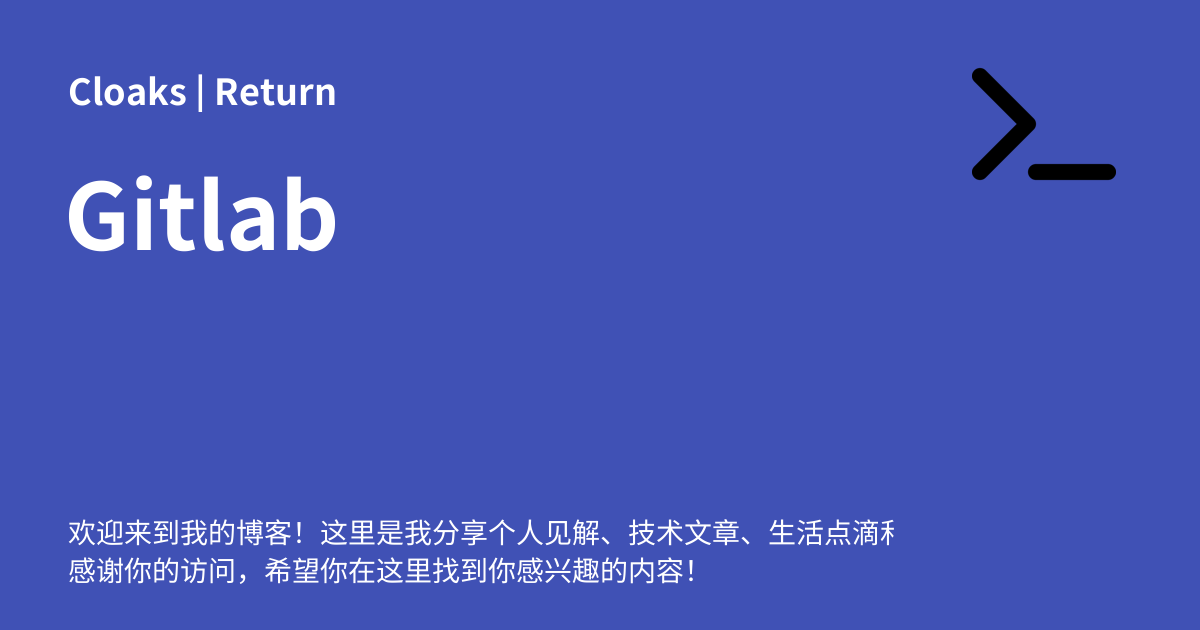 Cloaks | Return
Gitlab
欢迎来到我的博客！这里是我分享个人见解、技术文章、生活点滴
感谢你的访问，希望你在这里找到你感兴趣的内容！